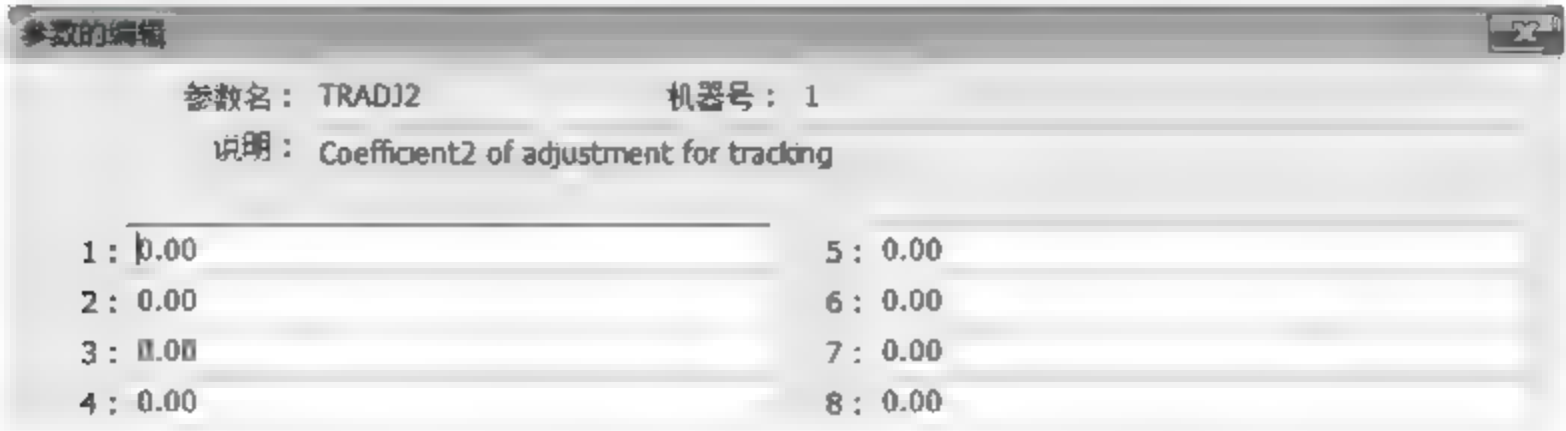 参数的编辑
参数名： TRADJ2 机器号： 1
说明： Coefficient2 of adjustment for tracking
1： 0.00 5： 0.00
2： 0.00 6： 0.00
3： 0.00 7： 0.00
4： 0.00 8： 0.00